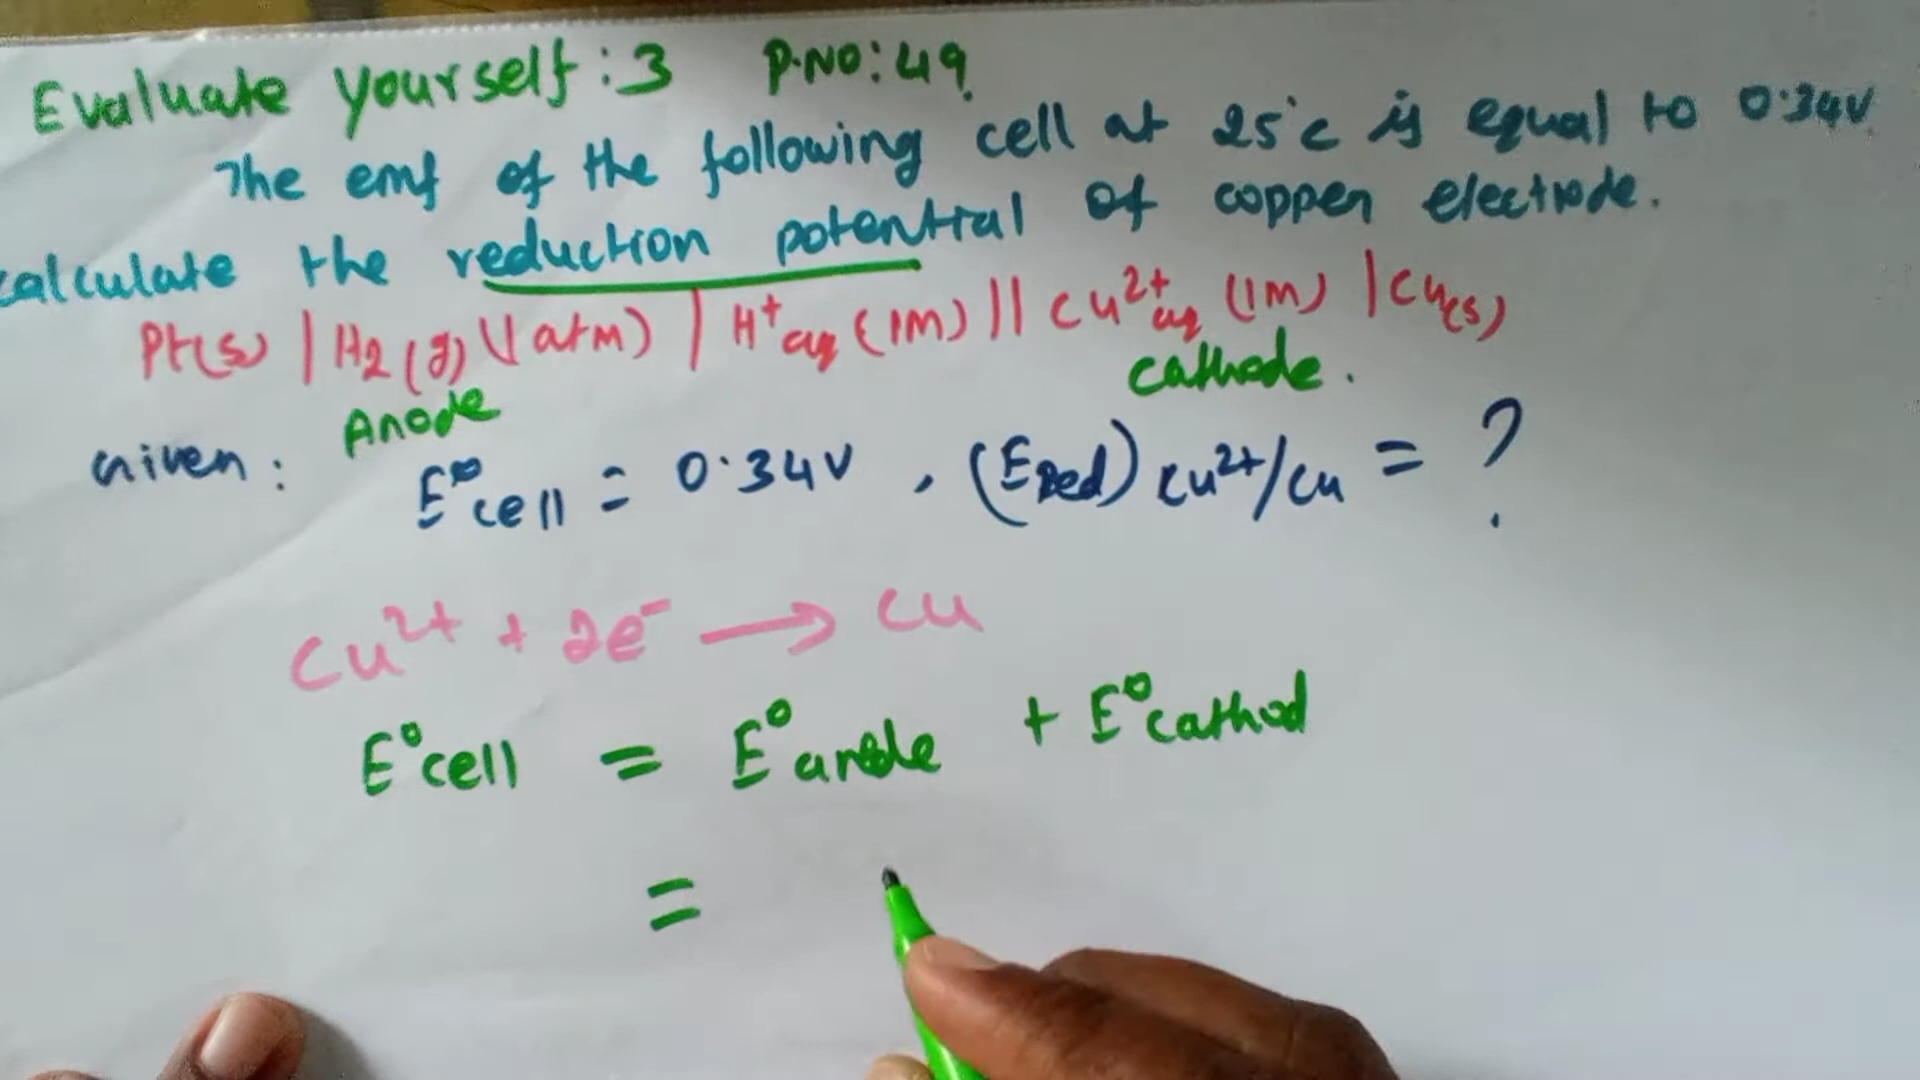 Evaluate yourself: 3 P.NO: 49.
The emf of the following cell at 25°c is equal to 0.34V.
calculate the reduction potential of copper electrode.
Pt(s) | H₂(g) (1 atm) | H⁺aq (1M) || Cu²⁺aq (1M) | Cu(s)
Anode cathode.
Given: E°cell = 0.34V, (ERed) Cu²⁺/Cu = ?
Cu²⁺ + 2e⁻ → Cu
E°cell = E°anode + E°cathod
=